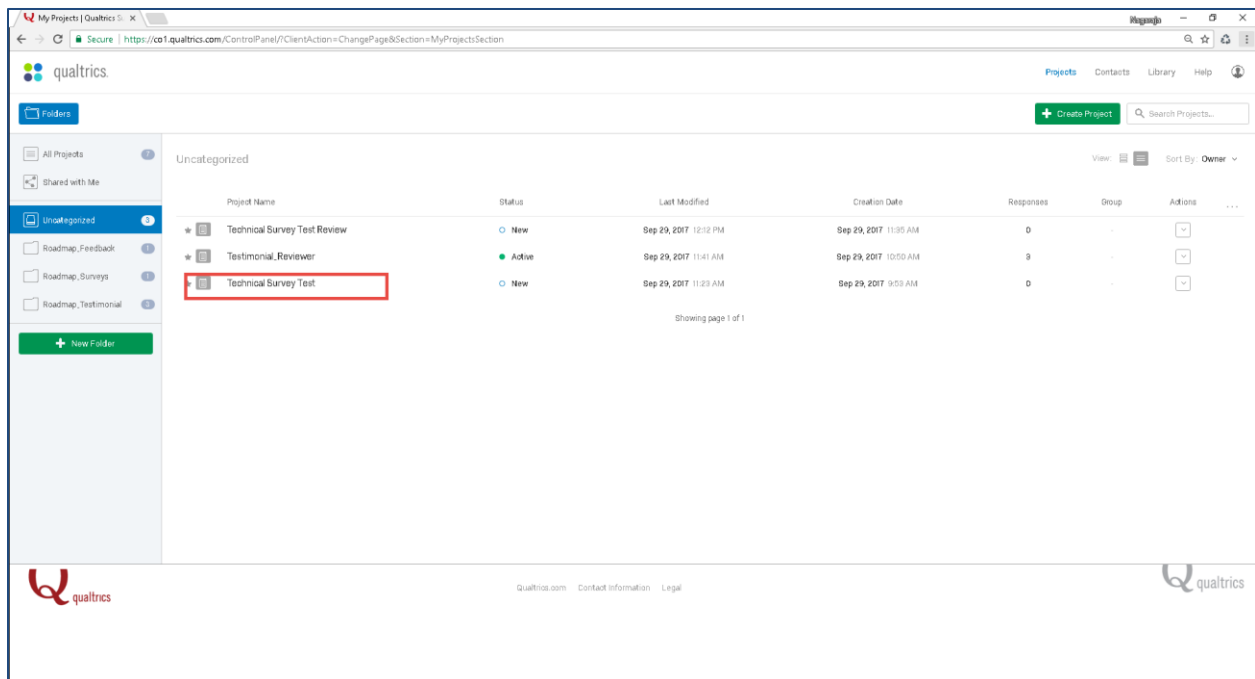 My Projects | Qualtrics S
Secure | https://co1.qualtrics.com/ControlPanel/?ClientAction=ChangePage&Section=MyProjectsSection
qualtrics.
Projects Contacts Library Help
Folders
Create Project Search Projects...
All Projects 7
Shared with Me
Uncategorized 3
Roadmap_Feedback 1
Roadmap_Surveys 1
Roadmap_Testimonial
New Folder
Uncategorized View: Sort By: Owner
Project Name Status Last Modified Creation Date Responses Group Actions ...
Technical Survey Test Review New Sep 29, 2017 12:12 PM Sep 29, 2017 11:35 AM 0 -
Testimonial_Reviewer Active Sep 29, 2017 11:41 AM Sep 29, 2017 10:50 AM 3 -
Technical Survey Test New Sep 29, 2017 11:23 AM Sep 29, 2017 9:59 AM 0 -
Showing page 1 of 1
Q qualtrics
Qualtrics.com Contact Information Legal
Q qualtrics